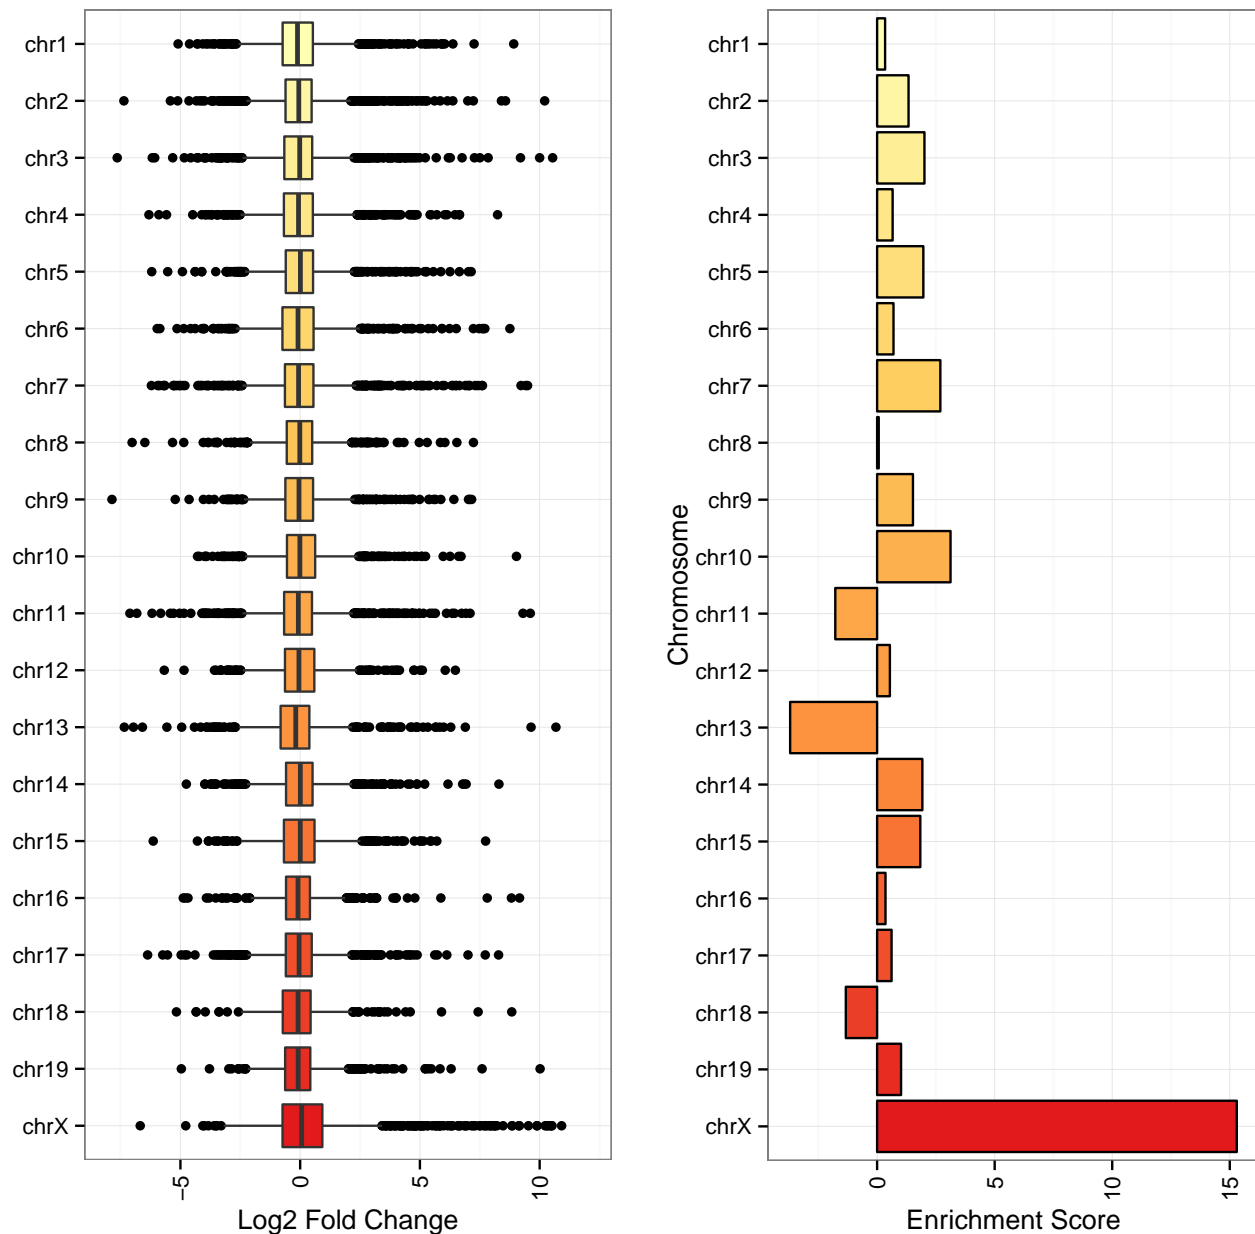 chr1
chr2
chr3
chr4
chr5
chr6
chr7
chr8
chr9
chr10
chr11
chr12
chr13
chr14
chr15
chr16
chr17
chr18
chr19
chrX
−5
0
5
10
Log2 Fold Change
Chromosome
chr1
chr2
chr3
chr4
chr5
chr6
chr7
chr8
chr9
chr10
chr11
chr12
chr13
chr14
chr15
chr16
chr17
chr18
chr19
chrX
0
5
10
15
Enrichment Score